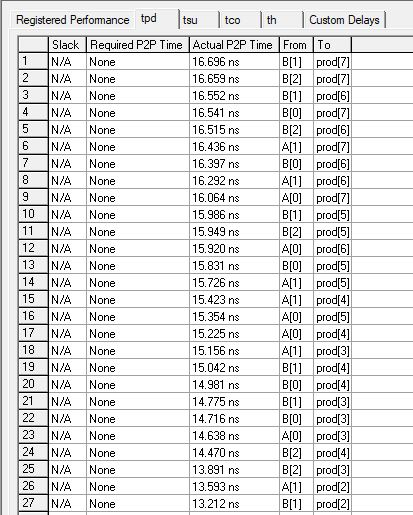 Registered Performance tpd tsu tco th Custom Delays
Slack Required P2P Time Actual P2P Time From To
1 N/A None 16.696 ns B[1] prod[7]
2 N/A None 16.659 ns B[2] prod[7]
3 N/A None 16.552 ns B[1] prod[6]
4 N/A None 16.541 ns B[0] prod[7]
5 N/A None 16.515 ns B[2] prod[6]
6 N/A None 16.436 ns A[1] prod[7]
7 N/A None 16.397 ns B[0] prod[6]
8 N/A None 16.292 ns A[1] prod[6]
9 N/A None 16.064 ns A[0] prod[7]
10 N/A None 15.986 ns B[1] prod[5]
11 N/A None 15.949 ns B[2] prod[5]
12 N/A None 15.920 ns A[0] prod[6]
13 N/A None 15.831 ns B[0] prod[5]
14 N/A None 15.726 ns A[1] prod[5]
15 N/A None 15.423 ns A[1] prod[4]
16 N/A None 15.354 ns A[0] prod[5]
17 N/A None 15.225 ns A[0] prod[4]
18 N/A None 15.156 ns A[1] prod[3]
19 N/A None 15.042 ns B[1] prod[4]
20 N/A None 14.981 ns B[0] prod[4]
21 N/A None 14.775 ns B[1] prod[3]
22 N/A None 14.716 ns B[0] prod[3]
23 N/A None 14.638 ns A[0] prod[3]
24 N/A None 14.470 ns B[2] prod[4]
25 N/A None 13.891 ns B[2] prod[3]
26 N/A None 13.593 ns A[1] prod[2]
27 N/A None 13.212 ns B[1] prod[2]